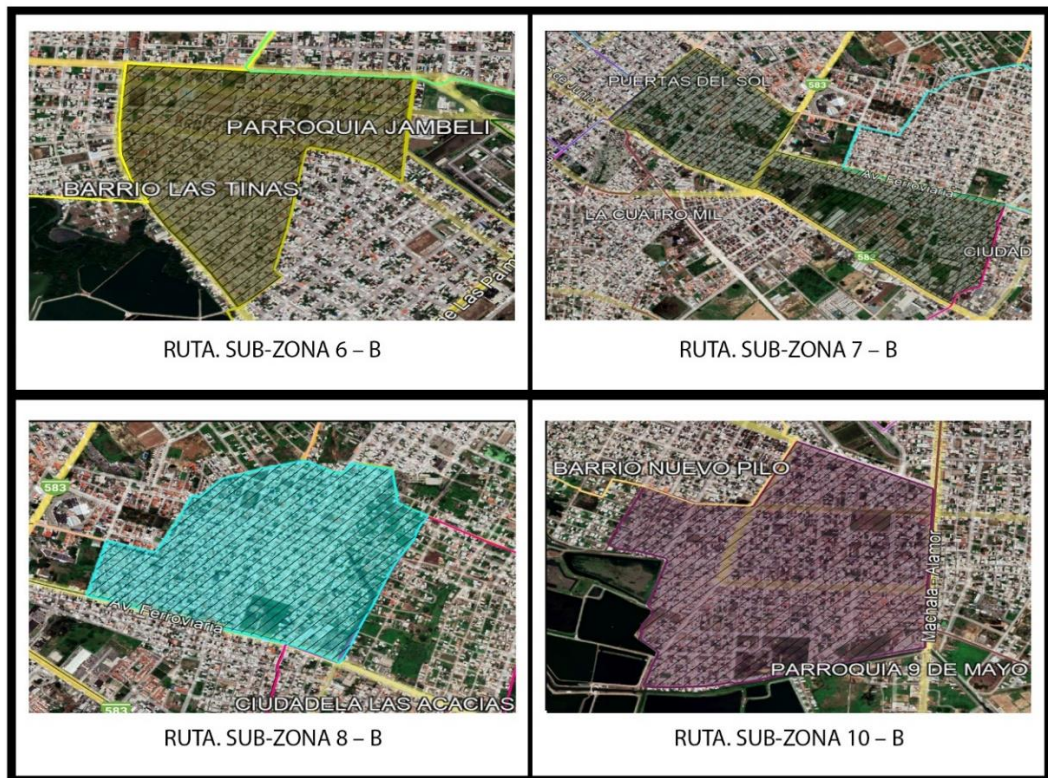 PARROQUIA JAMBELI
BARRIO LAS TINAS
RUTA. SUB-ZONA 6 – B
PUERTAS DEL SOL
583
Av. Ferroviaria
LA CUATRO MIL
583
CIUDAD
RUTA. SUB-ZONA 7 – B
583
Av. Ferroviaria
CIUDADELA LAS ACACIAS
583
RUTA. SUB-ZONA 8 – B
BARRIO NUEVO PILO
Machala - Alamor
PARROQUIA 9 DE MAYO
RUTA. SUB-ZONA 10 – B